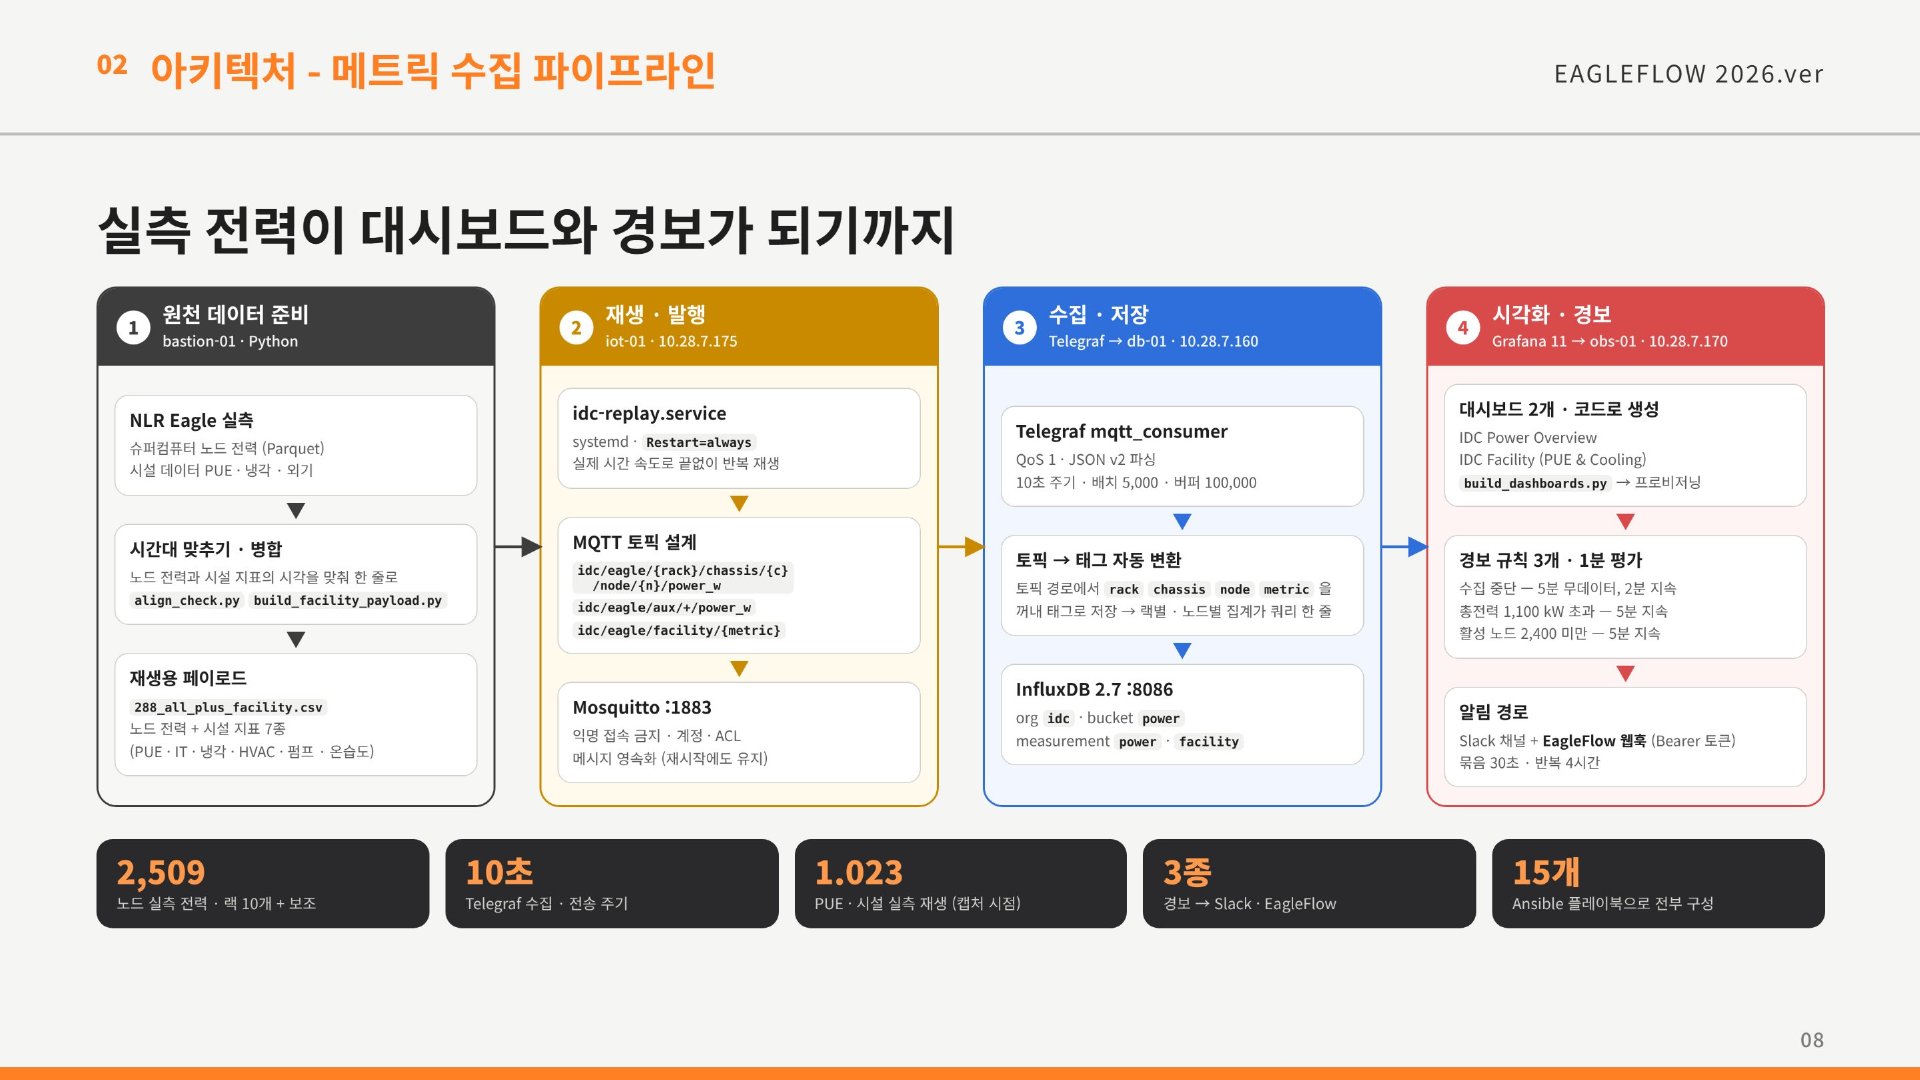 02 아키텍처 - 메트릭 수집 파이프라인
EAGLEFLOW 2026.ver
실측 전력이 대시보드와 경보가 되기까지
1 원천 데이터 준비
bastion-01 · Python
NLR Eagle 실측
슈퍼컴퓨터 노드 전력 (Parquet)
시설 데이터 PUE · 냉각 · 외기
시간대 맞추기 · 병합
노드 전력과 시설 지표의 시각을 맞춰 한 줄로
align_check.py build_facility_payload.py
재생용 페이로드
288_all_plus_facility.csv
노드 전력 + 시설 지표 7종
(PUE · IT · 냉각 · HVAC · 펌프 · 온습도)
2 재생 · 발행
iot-01 · 10.28.7.175
idc-replay.service
systemd · Restart=always
실제 시간 속도로 끝없이 반복 재생
MQTT 토픽 설계
idc/eagle/{rack}/chassis/{c}
/node/{n}/power_w
idc/eagle/aux/+/power_w
idc/eagle/facility/{metric}
Mosquitto :1883
익명 접속 금지 · 계정 · ACL
메시지 영속화 (재시작에도 유지)
3 수집 · 저장
Telegraf → db-01 · 10.28.7.160
Telegraf mqtt_consumer
QoS 1 · JSON v2 파싱
10초 주기 · 배치 5,000 · 버퍼 100,000
토픽 → 태그 자동 변환
토픽 경로에서 rack chassis node metric 을
꺼내 태그로 저장 → 랙별 · 노드별 집계가 쿼리 한 줄
InfluxDB 2.7 :8086
org idc · bucket power
measurement power · facility
4 시각화 · 경보
Grafana 11 → obs-01 · 10.28.7.170
대시보드 2개 · 코드로 생성
IDC Power Overview
IDC Facility (PUE & Cooling)
build_dashboards.py → 프로비저닝
경보 규칙 3개 · 1분 평가
수집 중단 — 5분 무데이터, 2분 지속
총전력 1,100 kW 초과 — 5분 지속
활성 노드 2,400 미만 — 5분 지속
알림 경로
Slack 채널 + EagleFlow 웹훅 (Bearer 토큰)
묶음 30초 · 반복 4시간
2,509
노드 실측 전력 · 랙 10개 + 보조
10초
Telegraf 수집 · 전송 주기
1.023
PUE · 시설 실측 재생 (캡처 시점)
3종
경보 → Slack · EagleFlow
15개
Ansible 플레이북으로 전부 구성
08